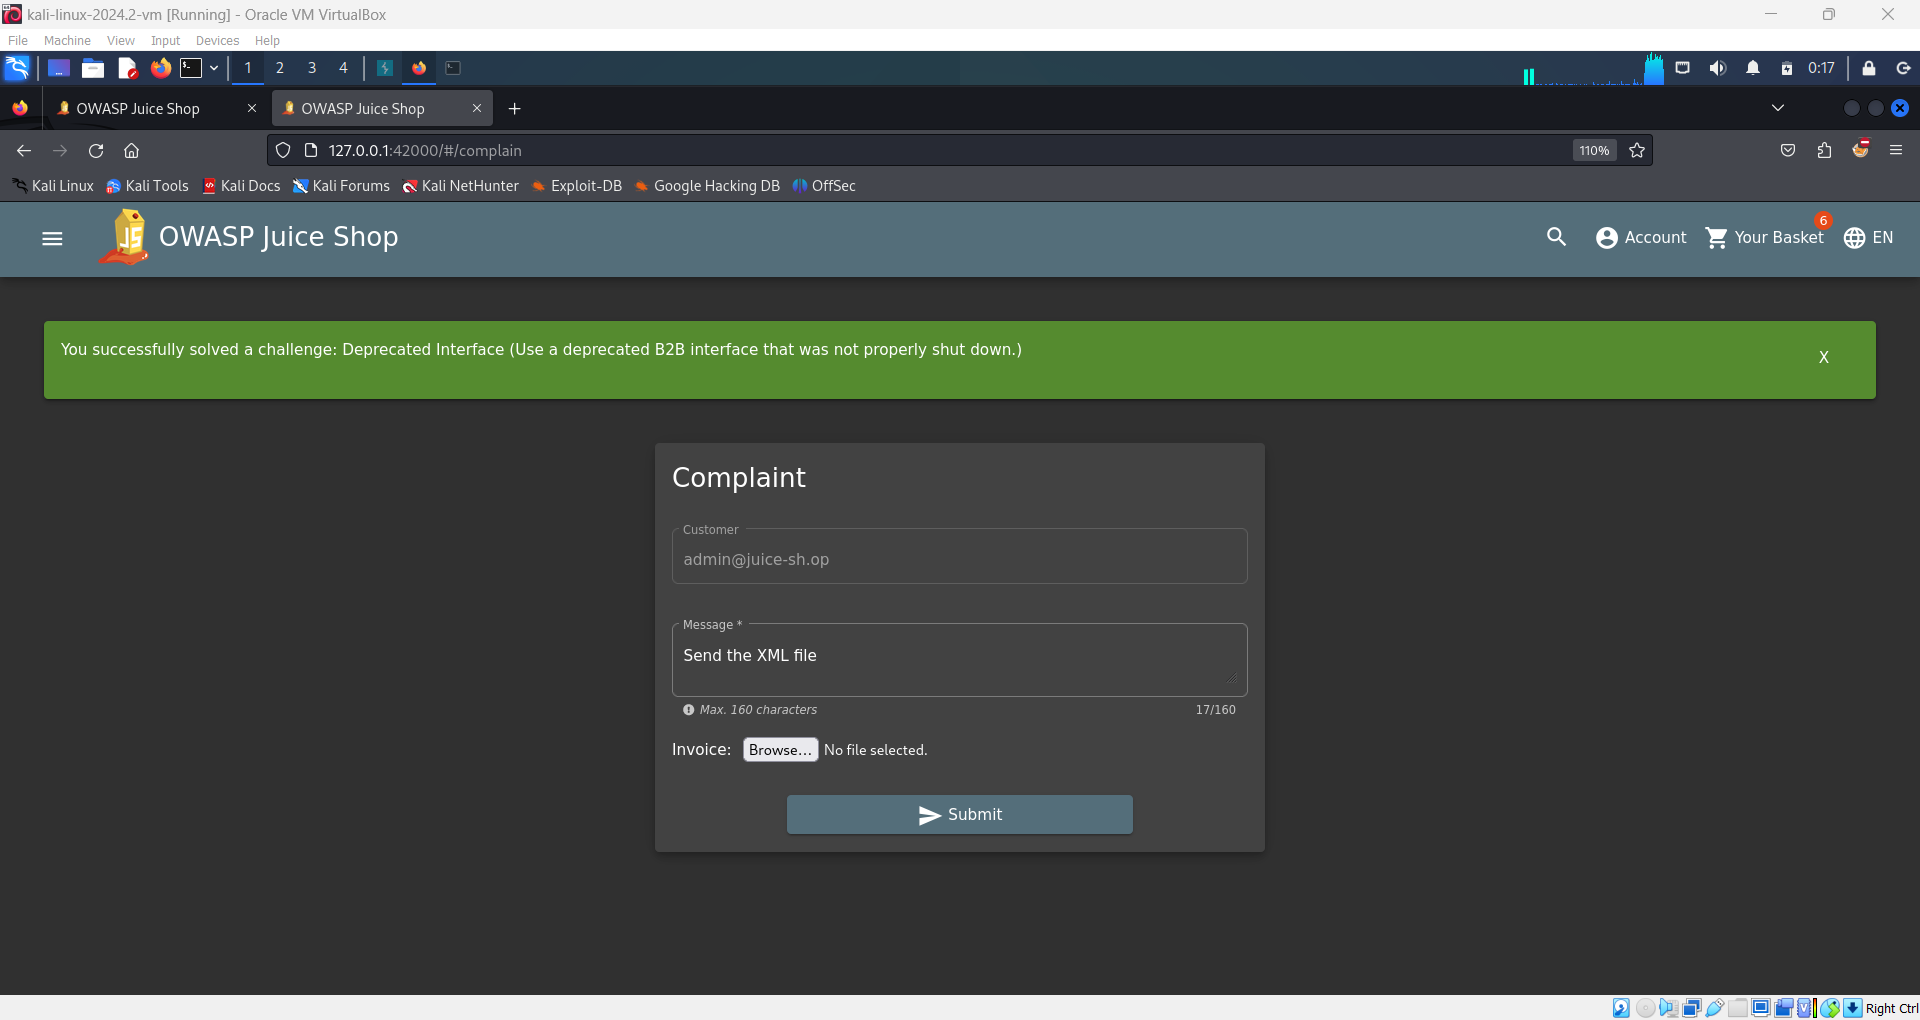 kali-linux-2024.2-vm [Running] - Oracle VM VirtualBox
File Machine View Input Devices Help
1 2 3 4 0:17
OWASP Juice Shop OWASP Juice Shop
127.0.0.1:42000/#/complain 110%
Kali Linux Kali Tools Kali Docs Kali Forums Kali NetHunter Exploit-DB Google Hacking DB OffSec
OWASP Juice Shop Account Your Basket 6 EN
You successfully solved a challenge: Deprecated Interface (Use a deprecated B2B interface that was not properly shut down.) X
Complaint
Customer
admin@juice-sh.op
Message *
Send the XML file
Max. 160 characters 17/160
Invoice: Browse... No file selected.
Submit
Right Ctrl